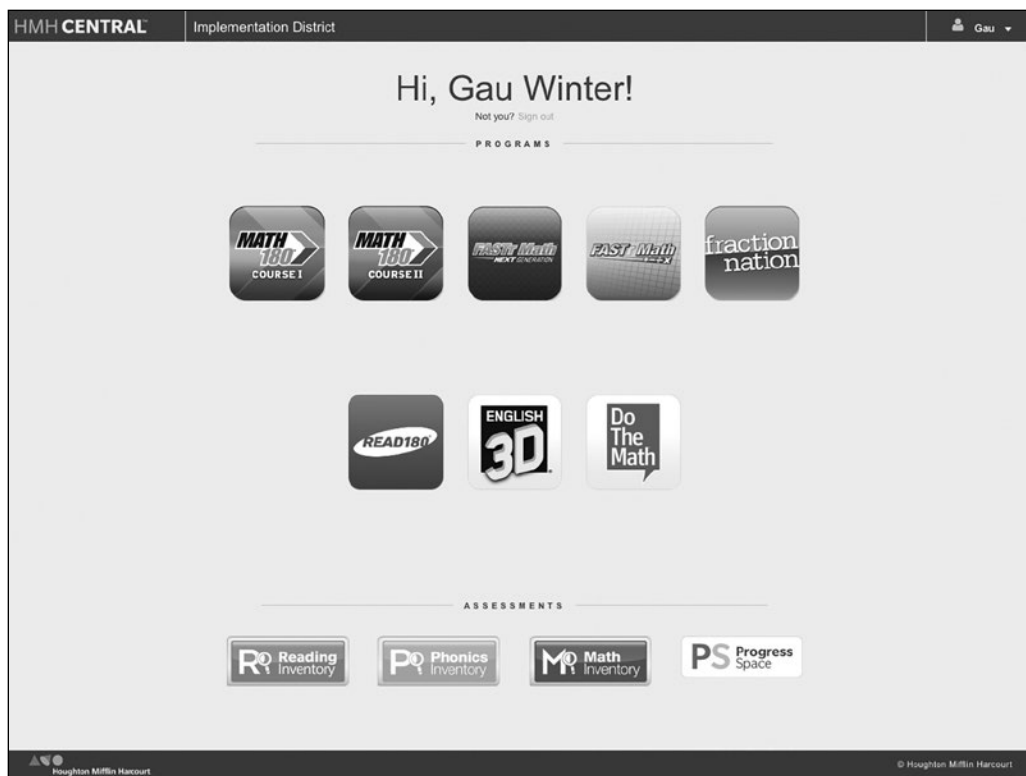 HMH CENTRAL™ Implementation District Gau
Hi, Gau Winter!
Not you? Sign out
PROGRAMS
MATH 180 COURSE I
MATH 180 COURSE II
FASTT Math NEXT GENERATION
FASTT Math
fraction nation
READ180
ENGLISH 3D
Do The Math
ASSESSMENTS
Reading Inventory
Phonics Inventory
Math Inventory
PS Progress Space
Houghton Mifflin Harcourt
© Houghton Mifflin Harcourt